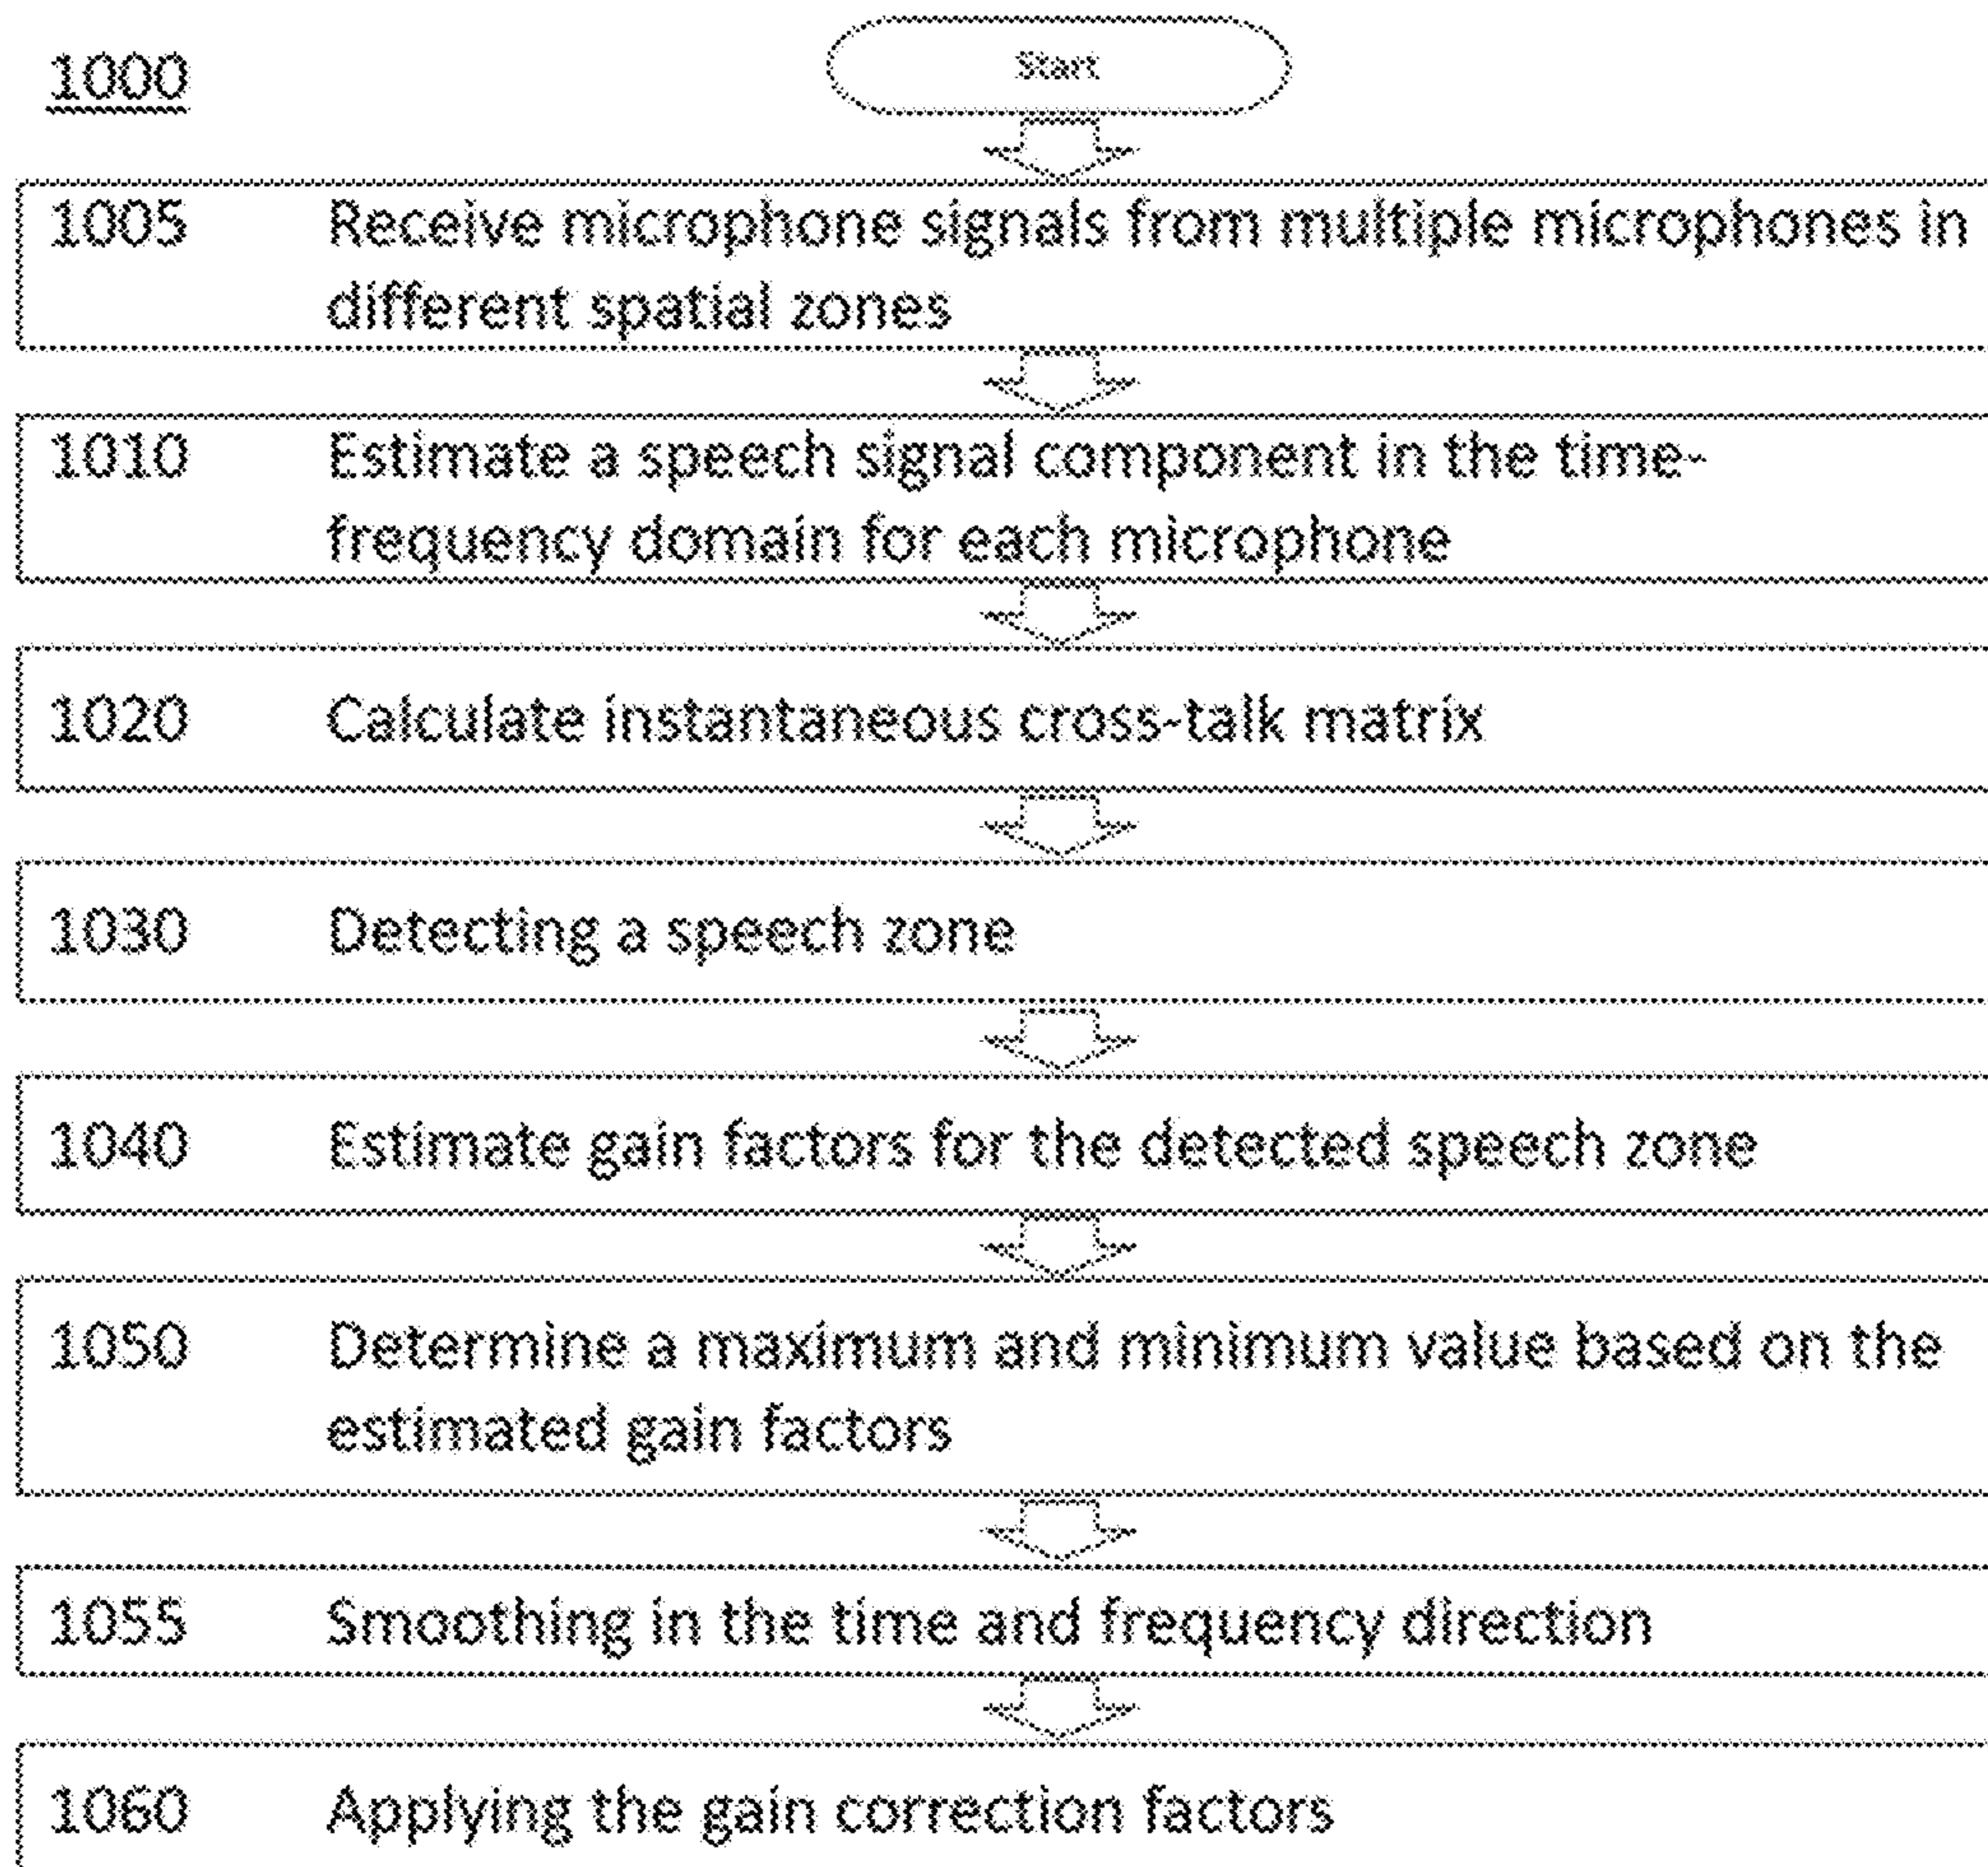 1000
Start
1005 Receive microphone signals from multiple microphones in
different spatial zones
1010 Estimate a speech signal component in the time-
frequency domain for each microphone
1020 Calculate instantaneous cross-talk matrix
1030 Detecting a speech zone
1040 Estimate gain factors for the detected speech zone
1050 Determine a maximum and minimum value based on the
estimated gain factors
1055 Smoothing in the time and frequency direction
1060 Applying the gain correction factors